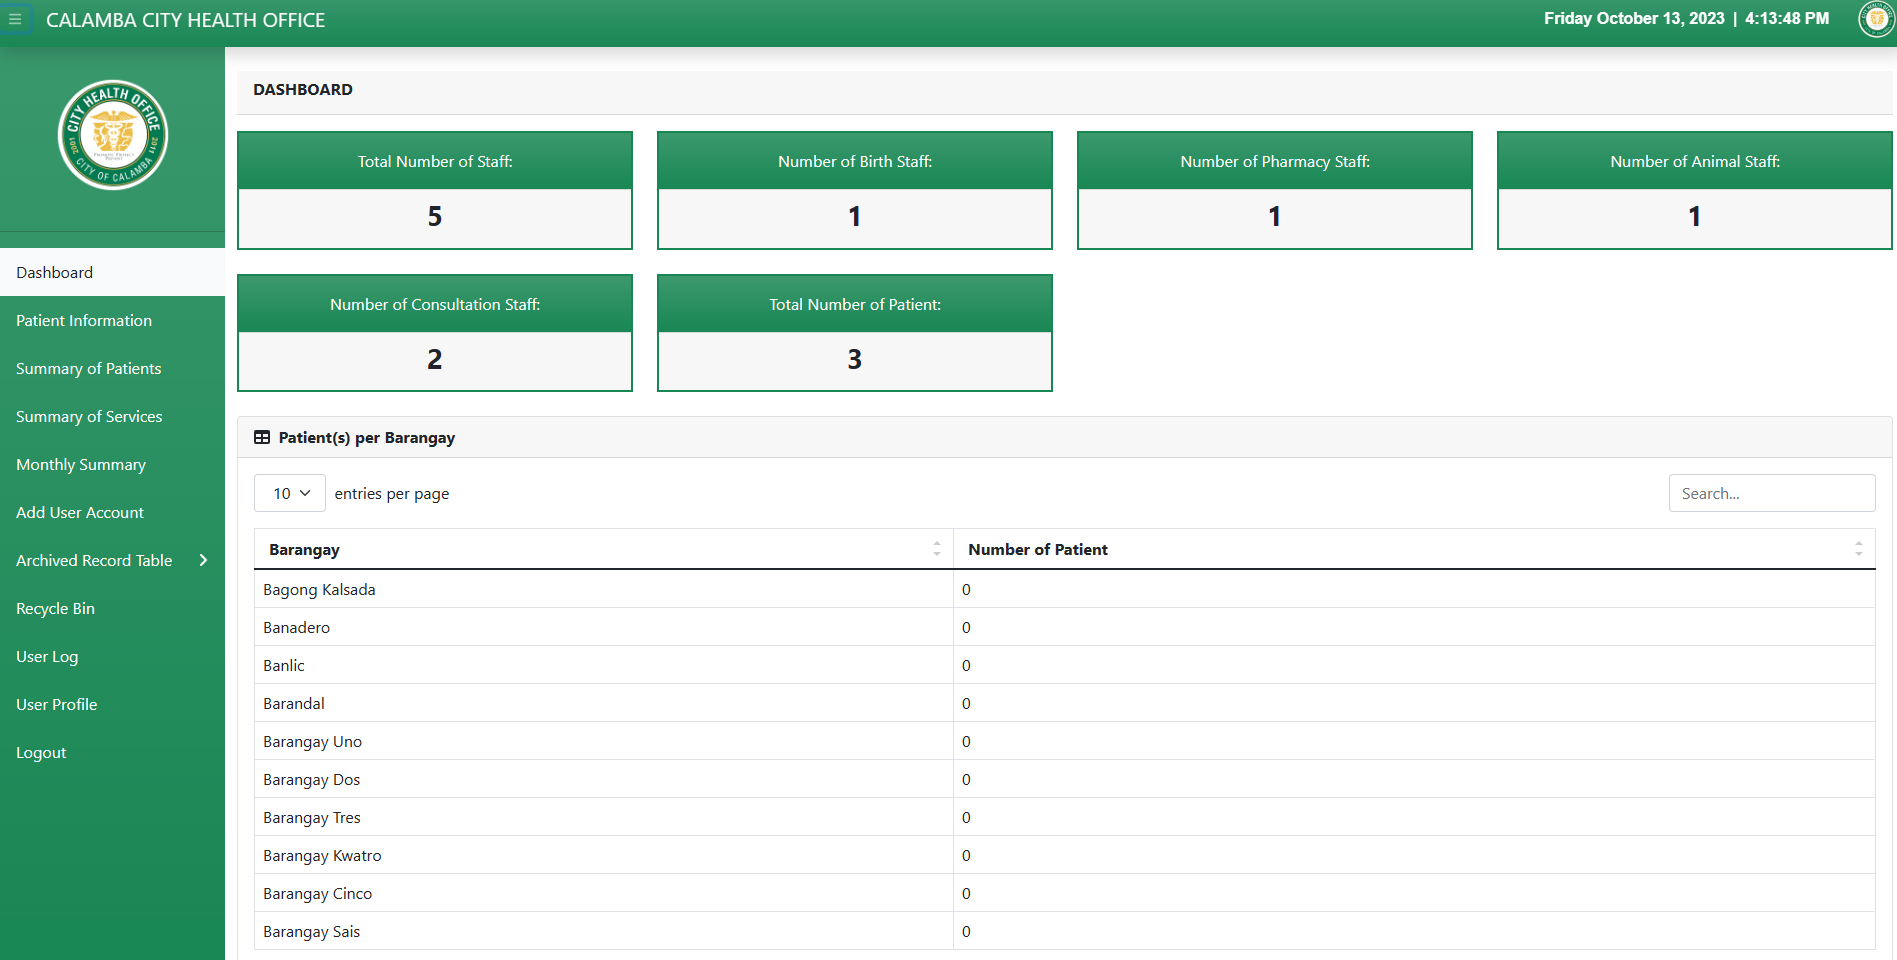 CALAMBA CITY HEALTH OFFICE
Friday October 13, 2023 | 4:13:48 PM
CITY HEALTH OFFICE
2001
2011
CITY OF CALAMBA
Dashboard
Patient Information
Summary of Patients
Summary of Services
Monthly Summary
Add User Account
Archived Record Table
Recycle Bin
User Log
User Profile
Logout
DASHBOARD
Total Number of Staff:
5
Number of Birth Staff:
1
Number of Pharmacy Staff:
1
Number of Animal Staff:
1
Number of Consultation Staff:
2
Total Number of Patient:
3
Patient(s) per Barangay
10 entries per page
Search...
Barangay Number of Patient
Bagong Kalsada 0
Banadero 0
Banlic 0
Barandal 0
Barangay Uno 0
Barangay Dos 0
Barangay Tres 0
Barangay Kwatro 0
Barangay Cinco 0
Barangay Sais 0